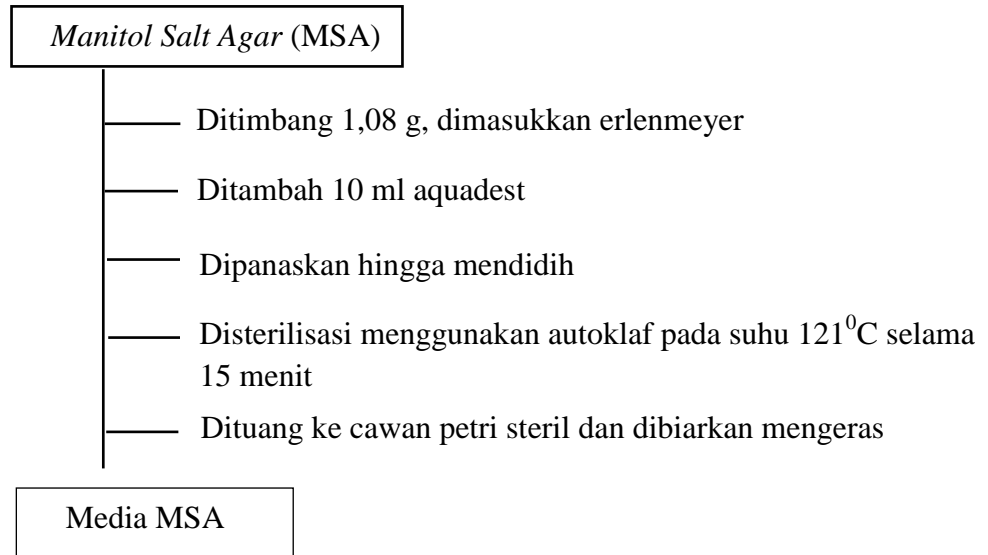 Manitol Salt Agar (MSA)
Ditimbang 1,08 g, dimasukkan erlenmeyer
Ditambah 10 ml aquadest
Dipanaskan hingga mendidih
Disterilisasi menggunakan autoklaf pada suhu 121⁰C selama
15 menit
Dituang ke cawan petri steril dan dibiarkan mengeras
Media MSA